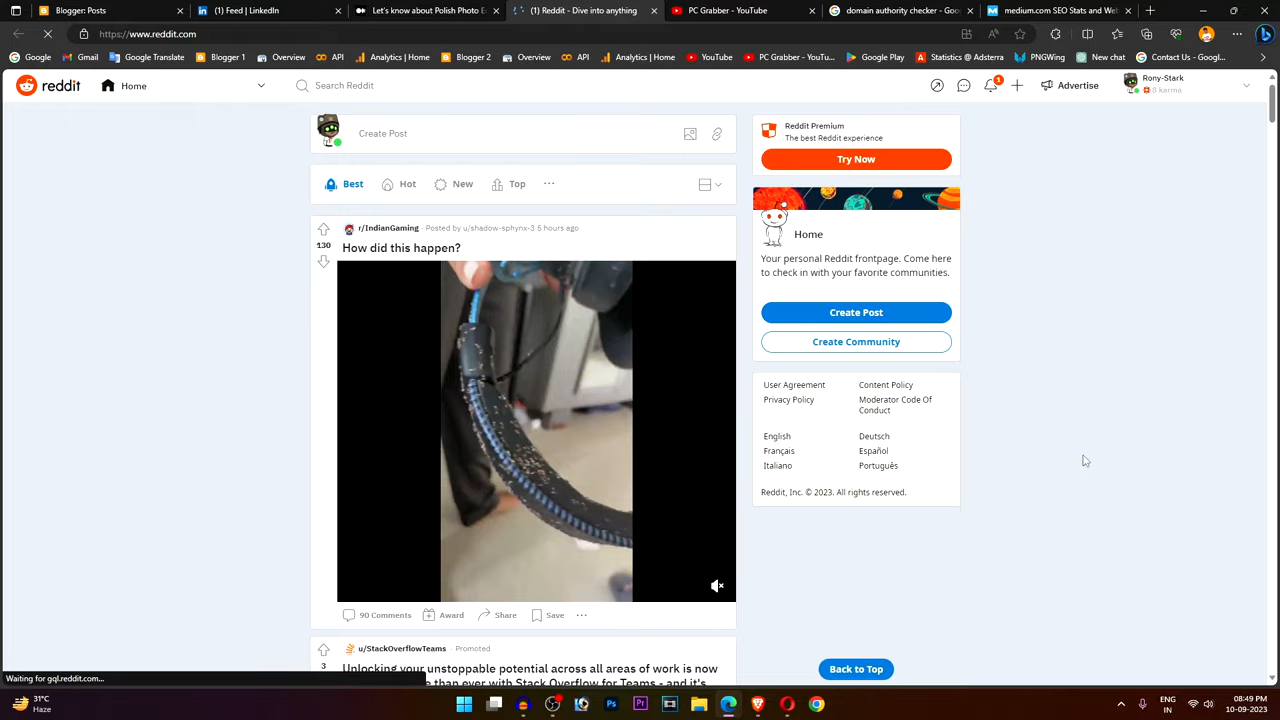 Blogger: Posts
(1) Feed | LinkedIn
Let's know about Polish Photo E
(1) Reddit - Dive into anything
PC Grabber - YouTube
domain authority checker - Goo
medium.com SEO Stats and Web
https://www.reddit.com
Google
Gmail
Google Translate
Blogger 1
Overview
API
Analytics | Home
Blogger 2
Overview
API
Analytics | Home
YouTube
PC Grabber - YouTu...
Google Play
Statistics @ Adsterra
PNGWing
New chat
Contact Us - Googl...
reddit
Home
Search Reddit
1
Advertise
Rony-Stark
8 karma
Create Post
Best
Hot
New
Top
130
r/IndianGaming · Posted by u/shadow-sphynx-3 5 hours ago
How did this happen?
90 Comments
Award
Share
Save
3
u/StackOverflowTeams · Promoted
Unlocking your unstoppable potential across all areas of work is now
than ever with Stack Overflow for Teams - and it's
Reddit Premium
The best Reddit experience
Try Now
Home
Your personal Reddit frontpage. Come here
to check in with your favorite communities.
Create Post
Create Community
User Agreement
Content Policy
Privacy Policy
Moderator Code Of
Conduct
English
Deutsch
Français
Español
Italiano
Português
Reddit, Inc. © 2023. All rights reserved.
Back to Top
Waiting for gql.reddit.com...
31°C
Haze
ENG
IN
08:49 PM
10-09-2023